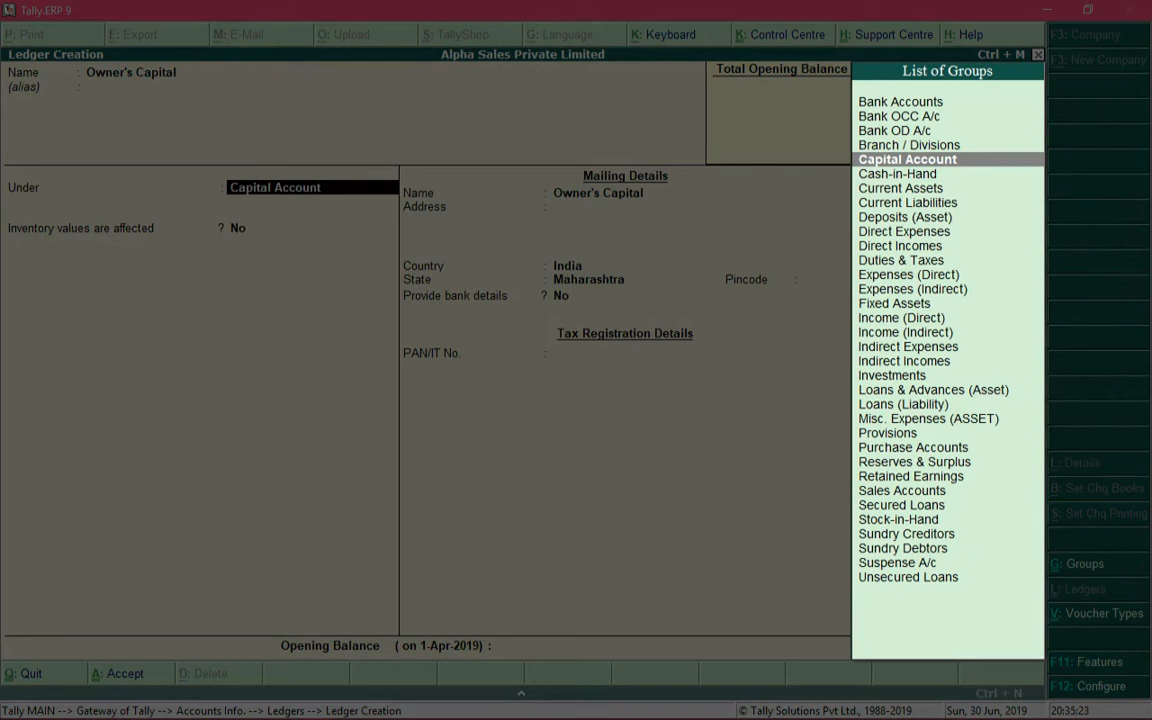 Tally.ERP 9
P: Print
E: Export
M: E-Mail
O: Upload
S: TallyShop
G: Language
K: Keyboard
K: Control Centre
H: Support Centre
H: Help
F3: Company
F3: New Company
Ledger Creation
Alpha Sales Private Limited
Ctrl + M
Name : Owner's Capital
(alias) :
Total Opening Balance
Under : Capital Account
Inventory values are affected ? No
Mailing Details
Name : Owner's Capital
Address :
Country : India
State : Maharashtra
Pincode :
Provide bank details ? No
Tax Registration Details
PAN/IT No. :
List of Groups
Bank Accounts
Bank OCC A/c
Bank OD A/c
Branch / Divisions
Capital Account
Cash-in-Hand
Current Assets
Current Liabilities
Deposits (Asset)
Direct Expenses
Direct Incomes
Duties & Taxes
Expenses (Direct)
Expenses (Indirect)
Fixed Assets
Income (Direct)
Income (Indirect)
Indirect Expenses
Indirect Incomes
Investments
Loans & Advances (Asset)
Loans (Liability)
Misc. Expenses (ASSET)
Provisions
Purchase Accounts
Reserves & Surplus
Retained Earnings
Sales Accounts
Secured Loans
Stock-in-Hand
Sundry Creditors
Sundry Debtors
Suspense A/c
Unsecured Loans
L: Details
B: Set Chq Books
S: Set Chq Printing
G: Groups
L: Ledgers
V: Voucher Types
F11: Features
F12: Configure
Opening Balance ( on 1-Apr-2019) :
Q: Quit
A: Accept
D: Delete
Ctrl + N
Tally MAIN --> Gateway of Tally --> Accounts Info. --> Ledgers --> Ledger Creation
© Tally Solutions Pvt Ltd., 1988-2019
Sun, 30 Jun, 2019
20:35:23